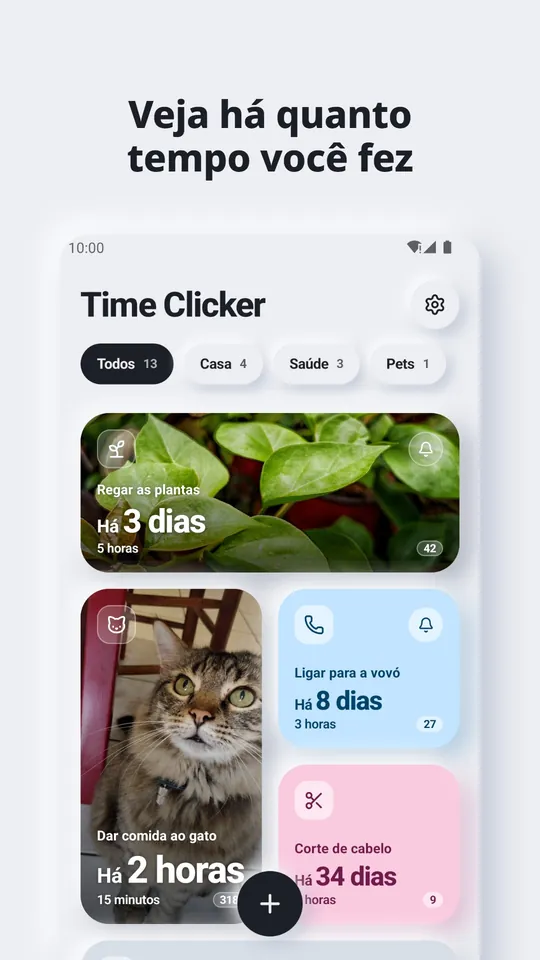 Veja há quanto
tempo você fez
10:00
Time Clicker
Todos 13
Casa 4
Saúde 3
Pets 1
Regar as plantas
Há 3 dias
5 horas
42
Ligar para a vovó
Há 8 dias
3 horas
27
Dar comida ao gato
Há 2 horas
15 minutos
318
Corte de cabelo
Há 34 dias
horas
9